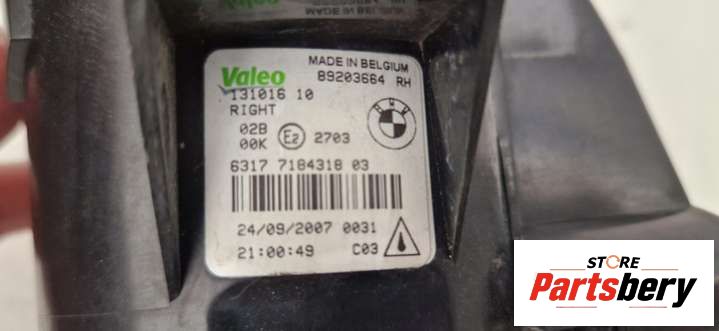 Valeo
MADE IN BELGIUM
89203664 RH
131016 10
RIGHT
BMW
02B
00K
E2
2703
6317 7184318 03
24/09/2007 0031
21:00:49 C03
STORE
Partsbery